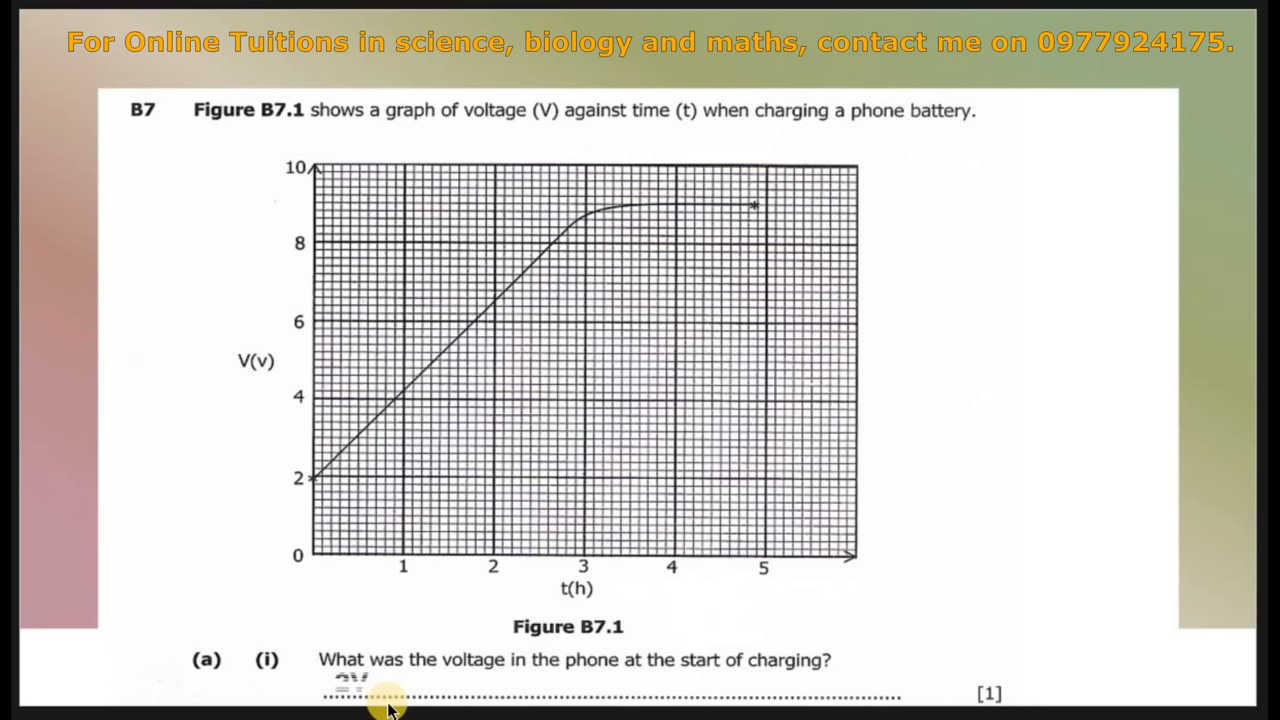 For Online Tuitions in science, biology and maths, contact me on 0977924175.
B7 Figure B7.1 shows a graph of voltage (V) against time (t) when charging a phone battery.
10
8
6
V(v)
4
2
0
1 2 3 4 5
t(h)
Figure B7.1
(a) (i) What was the voltage in the phone at the start of charging?
2V
[1]